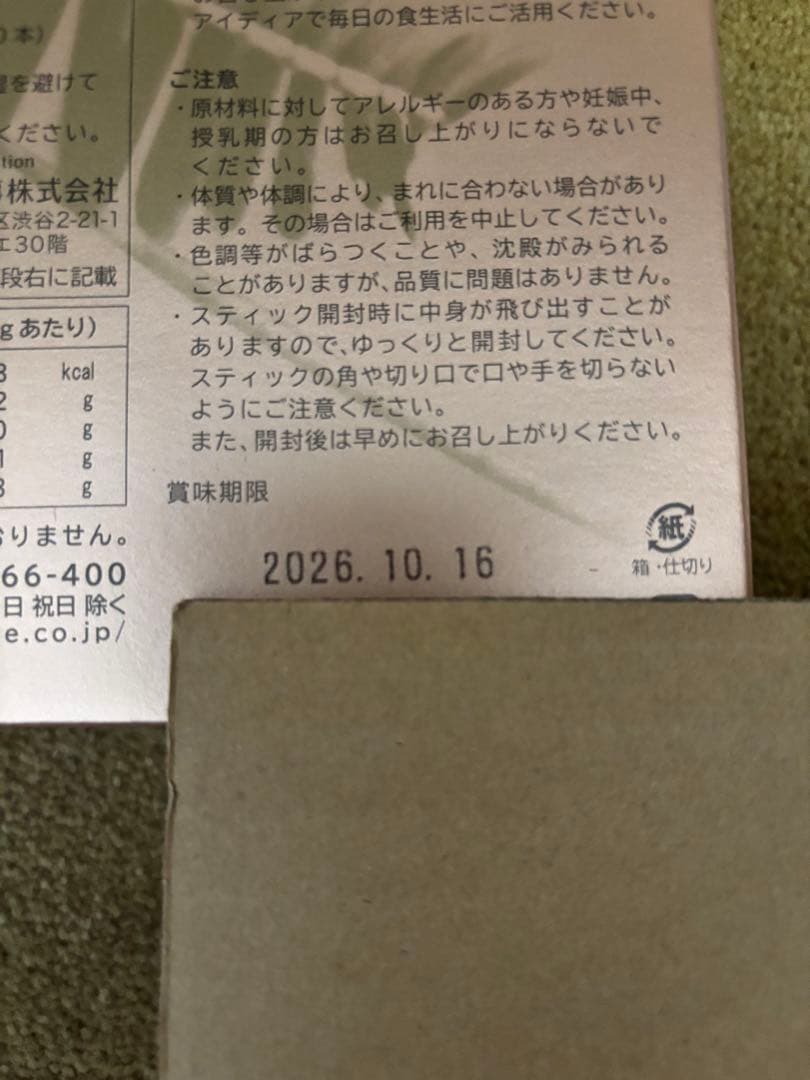 アイディアで毎日の食生活にご活用ください。
ご注意
・原材料に対してアレルギーのある方や妊娠中、
授乳期の方はお召し上がりにならないで
ください。
・体質や体調により、まれに合わない場合があり
ます。その場合はご利用を中止してください。
・色調等がばらつくことや、沈殿がみられる
ことがありますが、品質に問題はありません。
・スティック開封時に中身が飛び出すことが
ありますので、ゆっくりと開封してください。
スティックの角や切り口で口や手を切らない
ようにご注意ください。
また、開封後は早めにお召し上がりください。
賞味期限
2026.10.16
紙
箱・仕切り
0本)
を避けて
ください。
tion
株式会社
区渋谷2-21-1
エ30階
段右に記載
gあたり)
3 kcal
2 g
0 g
1 g
3 g
おりません。
66-400
日 祝日 除く
e.co.jp/